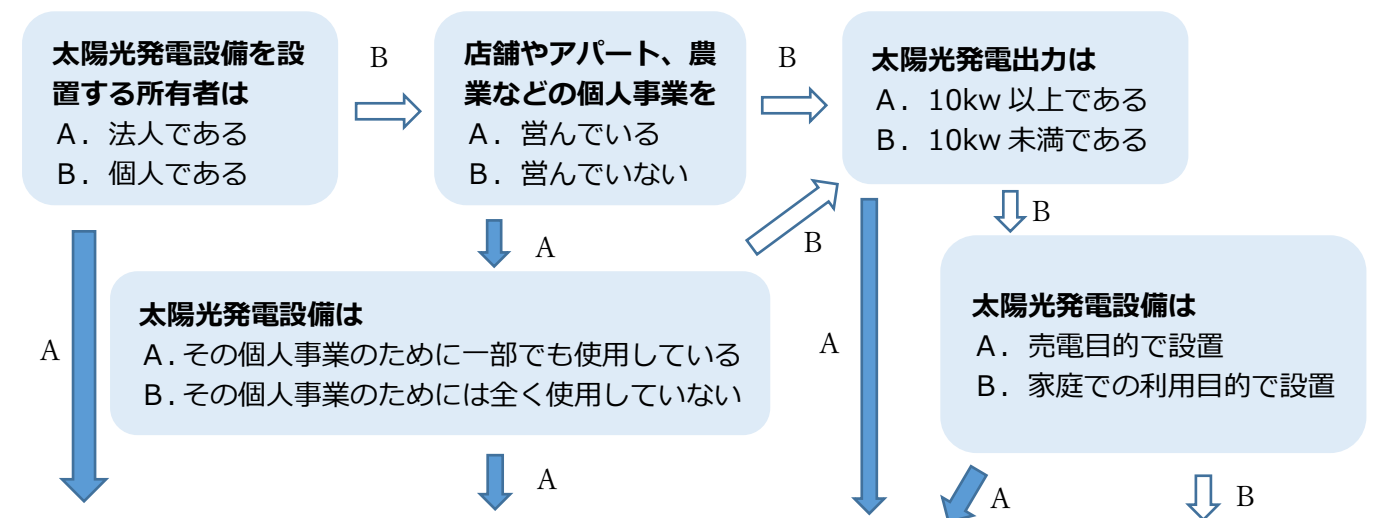 太陽光発電設備を設
置する所有者は
A．法人である
B．個人である
B
店舗やアパート、農
業などの個人事業を
A．営んでいる
B．営んでいない
B
太陽光発電出力は
A．10kw 以上である
B．10kw 未満である
A
B
B
太陽光発電設備は
A．その個人事業のために一部でも使用している
B．その個人事業のためには全く使用していない
A
A
太陽光発電設備は
A．売電目的で設置
B．家庭での利用目的で設置
A
A
B